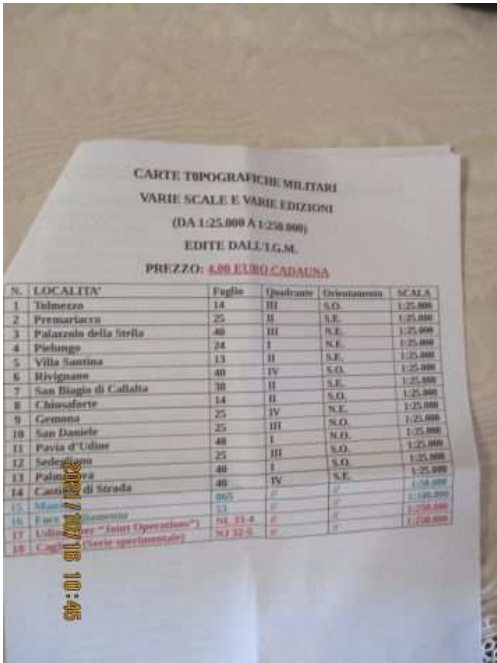 CARTE T0POGRAFICHE MILITARI
VARIE SCALE E VARIE EDIZIONI
(DA 1:25.000 A 1:250.000)
EDITE DALL'I.G.M.
PREZZO: 4,00 EURO CADAUNA
N. LOCALITA' Foglio Quadrante Orientamento SCALA
1 Tolmezzo 14 III S.O. 1:25.000
2 Premariacco 25 II S.E. 1:25.000
3 Palazzolo della Stella 40 III N.E. 1:25.000
4 Pielungo 24 I N.E. 1:25.000
5 Villa Santina 13 II S.E. 1:25.000
6 Rivignano 40 IV S.O. 1:25.000
7 San Biagio di Callalta 38 II S.E. 1:25.000
8 Chiusaforte 14 II S.O. 1:25.000
9 Gemona 25 IV N.E. 1:25.000
10 San Daniele 25 III N.O. 1:25.000
11 Pavia d'Udine 40 I N.O. 1:25.000
12 25 III S.O. 1:25.000
13 40 I S.O. 1:25.000
14 di Strada 40 IV S.E. 1:25.000
15 065 // // 1:50.000
16 53 // // 1:100.000
17 "Joint Operations") NL 33-4 // // 1:250.000
18 (Serie sperimentale) NJ 32-6 // // 1:250.000
10:45